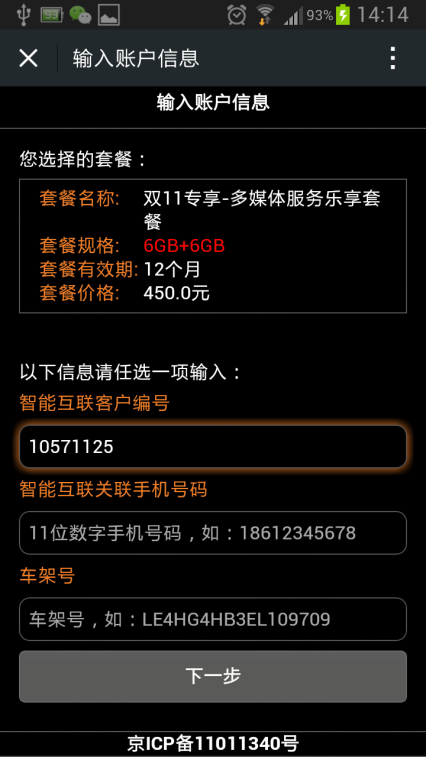 93% 14:14
输入账户信息
输入账户信息
您选择的套餐：
套餐名称: 双11专享-多媒体服务乐享套
餐
套餐规格: 6GB+6GB
套餐有效期: 12个月
套餐价格: 450.0元
以下信息请任选一项输入：
智能互联客户编号
10571125
智能互联关联手机号码
11位数字手机号码，如：18612345678
车架号
车架号，如：LE4HG4HB3EL109709
下一步
京ICP备11011340号